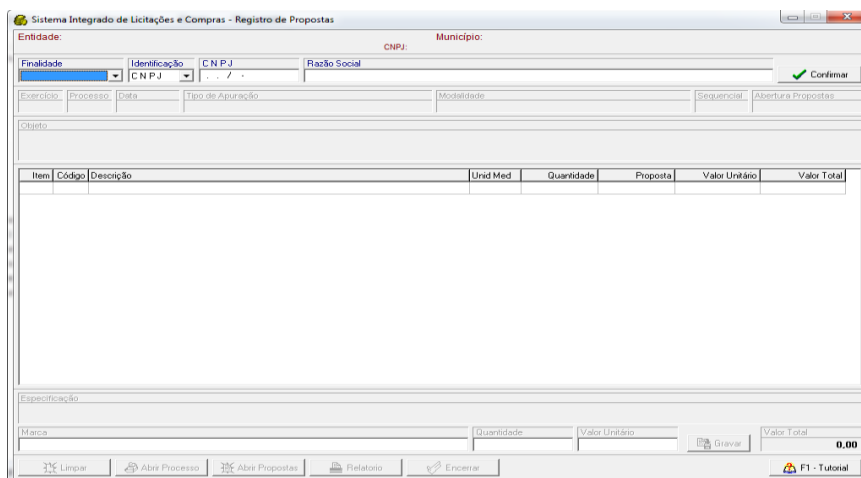 Sistema Integrado de Licitações e Compras - Registro de Propostas
Entidade: Município:
CNPJ:
Finalidade Identificação C N P J Razão Social
C N P J . . / - Confirmar
Exercício Processo Data Tipo de Apuração Modalidade Sequencial Abertura Propostas
Objeto
Item Código Descrição Unid Med Quantidade Proposta Valor Unitário Valor Total
Especificação
Marca Quantidade Valor Unitário Valor Total
Gravar 0,00
Limpar Abrir Processo Abrir Propostas Relatorio Encerrar F1 - Tutorial